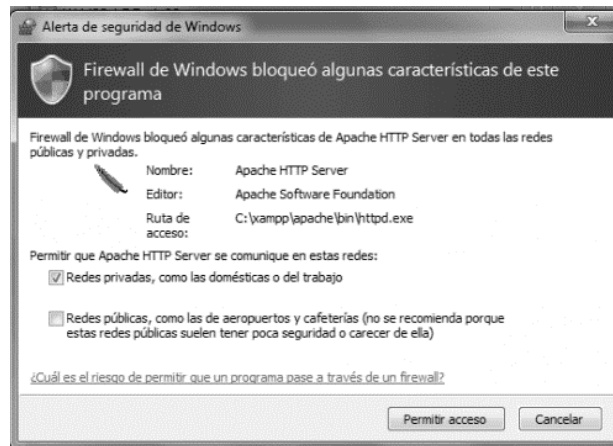 Alerta de seguridad de Windows
Firewall de Windows bloqueó algunas características de este
programa
Firewall de Windows bloqueó algunas características de Apache HTTP Server en todas las redes
públicas y privadas.
Nombre: Apache HTTP Server
Editor: Apache Software Foundation
Ruta de acceso: C:\xampp\apache\bin\httpd.exe
Permitir que Apache HTTP Server se comunique en estas redes:
Redes privadas, como las domésticas o del trabajo
Redes públicas, como las de aeropuertos y cafeterías (no se recomienda porque
estas redes públicas suelen tener poca seguridad o carecer de ella)
¿Cuál es el riesgo de permitir que un programa pase a través de un firewall?
Permitir acceso Cancelar